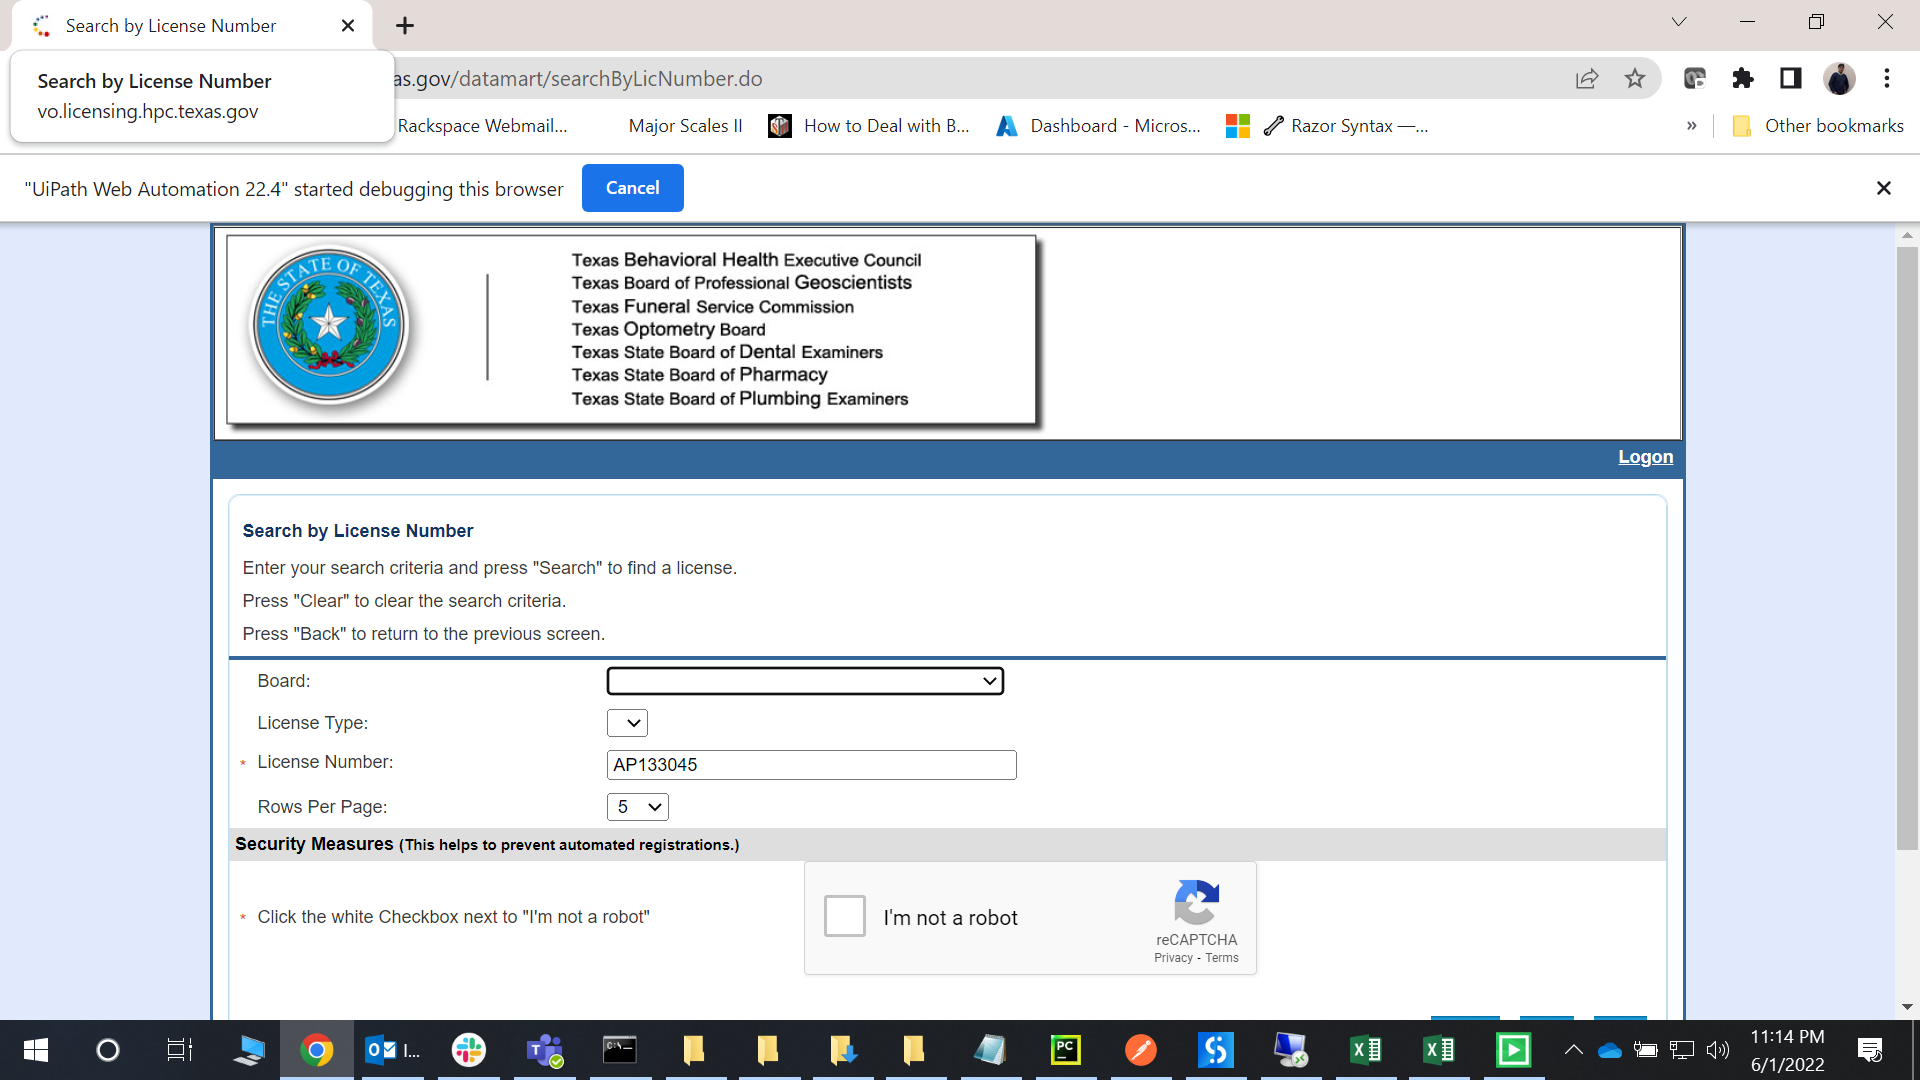 Search by License Number
Search by License Number
vo.licensing.hpc.texas.gov
as.gov/datamart/searchByLicNumber.do
Rackspace Webmail...
Major Scales II
How to Deal with B...
Dashboard - Micros...
Razor Syntax —...
»
Other bookmarks
"UiPath Web Automation 22.4" started debugging this browser
Cancel
THE STATE OF TEXAS
Texas Behavioral Health Executive Council
Texas Board of Professional Geoscientists
Texas Funeral Service Commission
Texas Optometry Board
Texas State Board of Dental Examiners
Texas State Board of Pharmacy
Texas State Board of Plumbing Examiners
Logon
Search by License Number
Enter your search criteria and press "Search" to find a license.
Press "Clear" to clear the search criteria.
Press "Back" to return to the previous screen.
Board:
License Type:
* License Number: AP133045
Rows Per Page: 5
Security Measures (This helps to prevent automated registrations.)
* Click the white Checkbox next to "I'm not a robot"
I'm not a robot
reCAPTCHA
Privacy - Terms
I...
PC
11:14 PM
6/1/2022